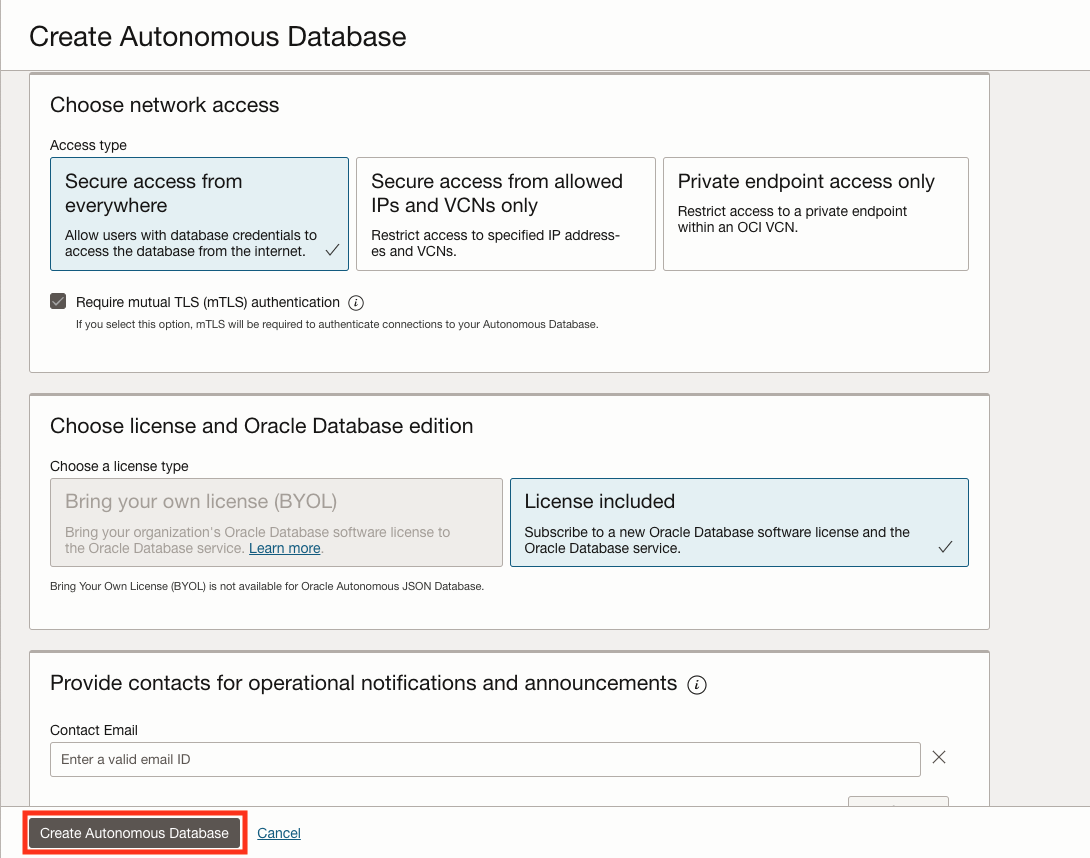 Create Autonomous Database
Choose network access
Access type
Secure access from
everywhere
Allow users with database credentials to
access the database from the internet.
Secure access from allowed
IPs and VCNs only
Restrict access to specified IP address-
es and VCNs.
Private endpoint access only
Restrict access to a private endpoint
within an OCI VCN.
Require mutual TLS (mTLS) authentication
If you select this option, mTLS will be required to authenticate connections to your Autonomous Database.
Choose license and Oracle Database edition
Choose a license type
Bring your own license (BYOL)
Bring your organization's Oracle Database software license to
the Oracle Database service. Learn more.
License included
Subscribe to a new Oracle Database software license and the
Oracle Database service.
Bring Your Own License (BYOL) is not available for Oracle Autonomous JSON Database.
Provide contacts for operational notifications and announcements
Contact Email
Enter a valid email ID
Create Autonomous Database
Cancel